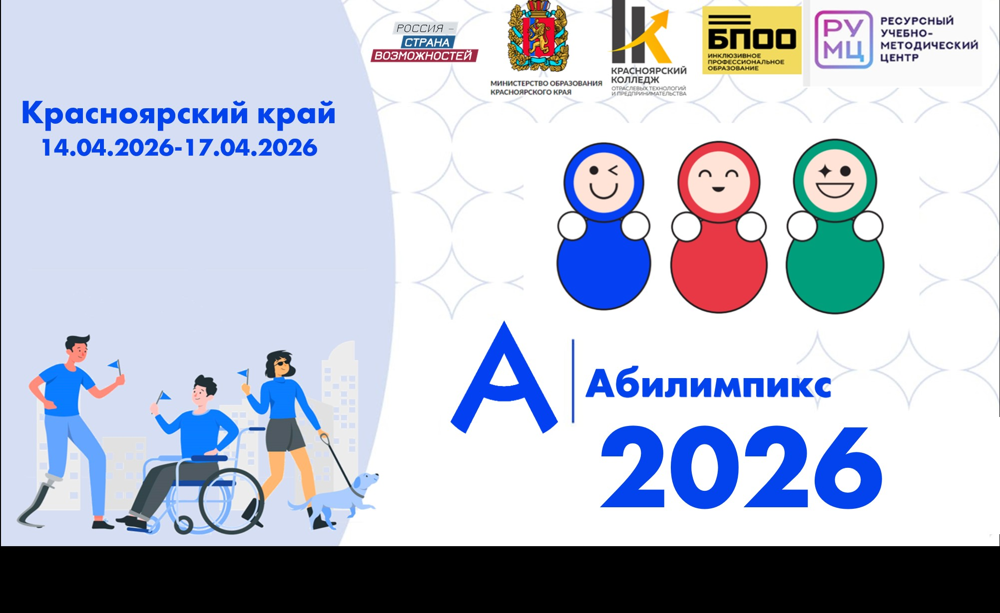 РОССИЯ –
СТРАНА
ВОЗМОЖНОСТЕЙ
МИНИСТЕРСТВО ОБРАЗОВАНИЯ
КРАСНОЯРСКОГО КРАЯ
КРАСНОЯРСКИЙ
КОЛЛЕДЖ
ОТРАСЛЕВЫХ ТЕХНОЛОГИЙ
И ПРЕДПРИНИМАТЕЛЬСТВА
БПОО
ИНКЛЮЗИВНОЕ
ПРОФЕССИОНАЛЬНОЕ
ОБРАЗОВАНИЕ
РУ
МЦ
РЕСУРСНЫЙ
УЧЕБНО-
МЕТОДИЧЕСКИЙ
ЦЕНТР
Красноярский край
14.04.2026-17.04.2026
Абилимпикс
2026